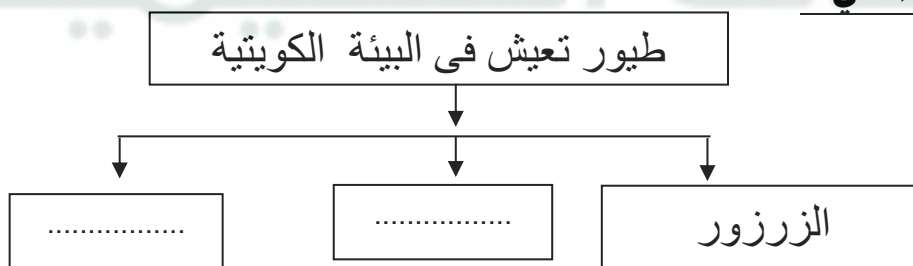 طيور تعيش فى البيئة الكويتية
الزرزور
................
.................